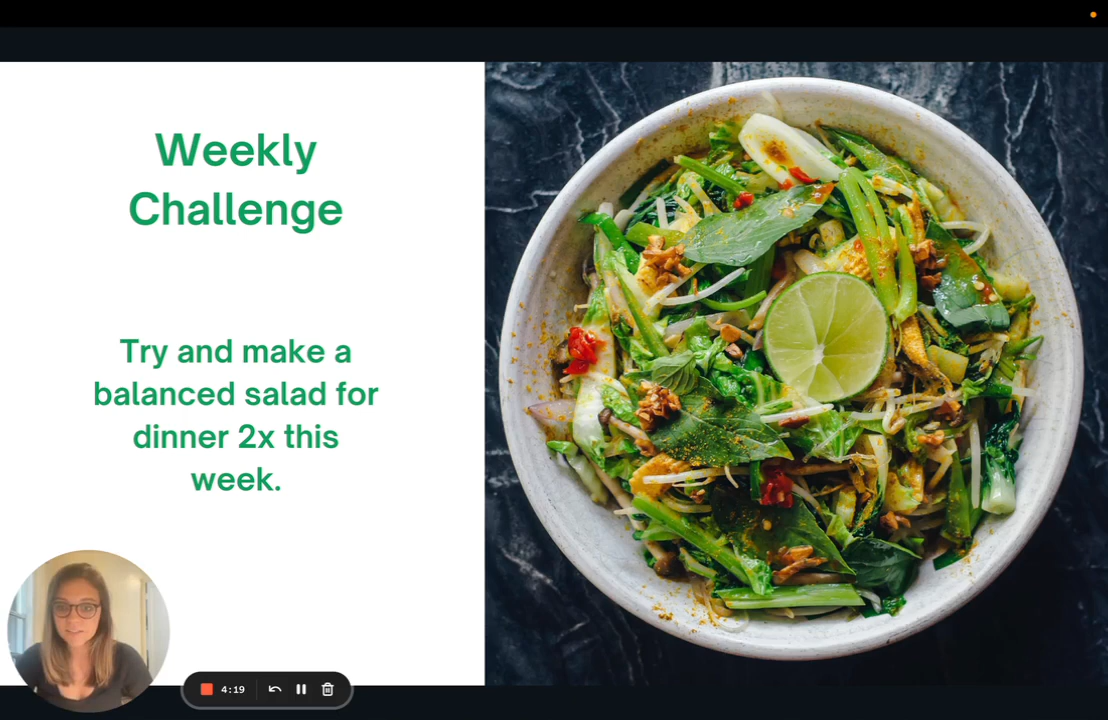 Weekly
Challenge
Try and make a
balanced salad for
dinner 2x this
week.
4:19